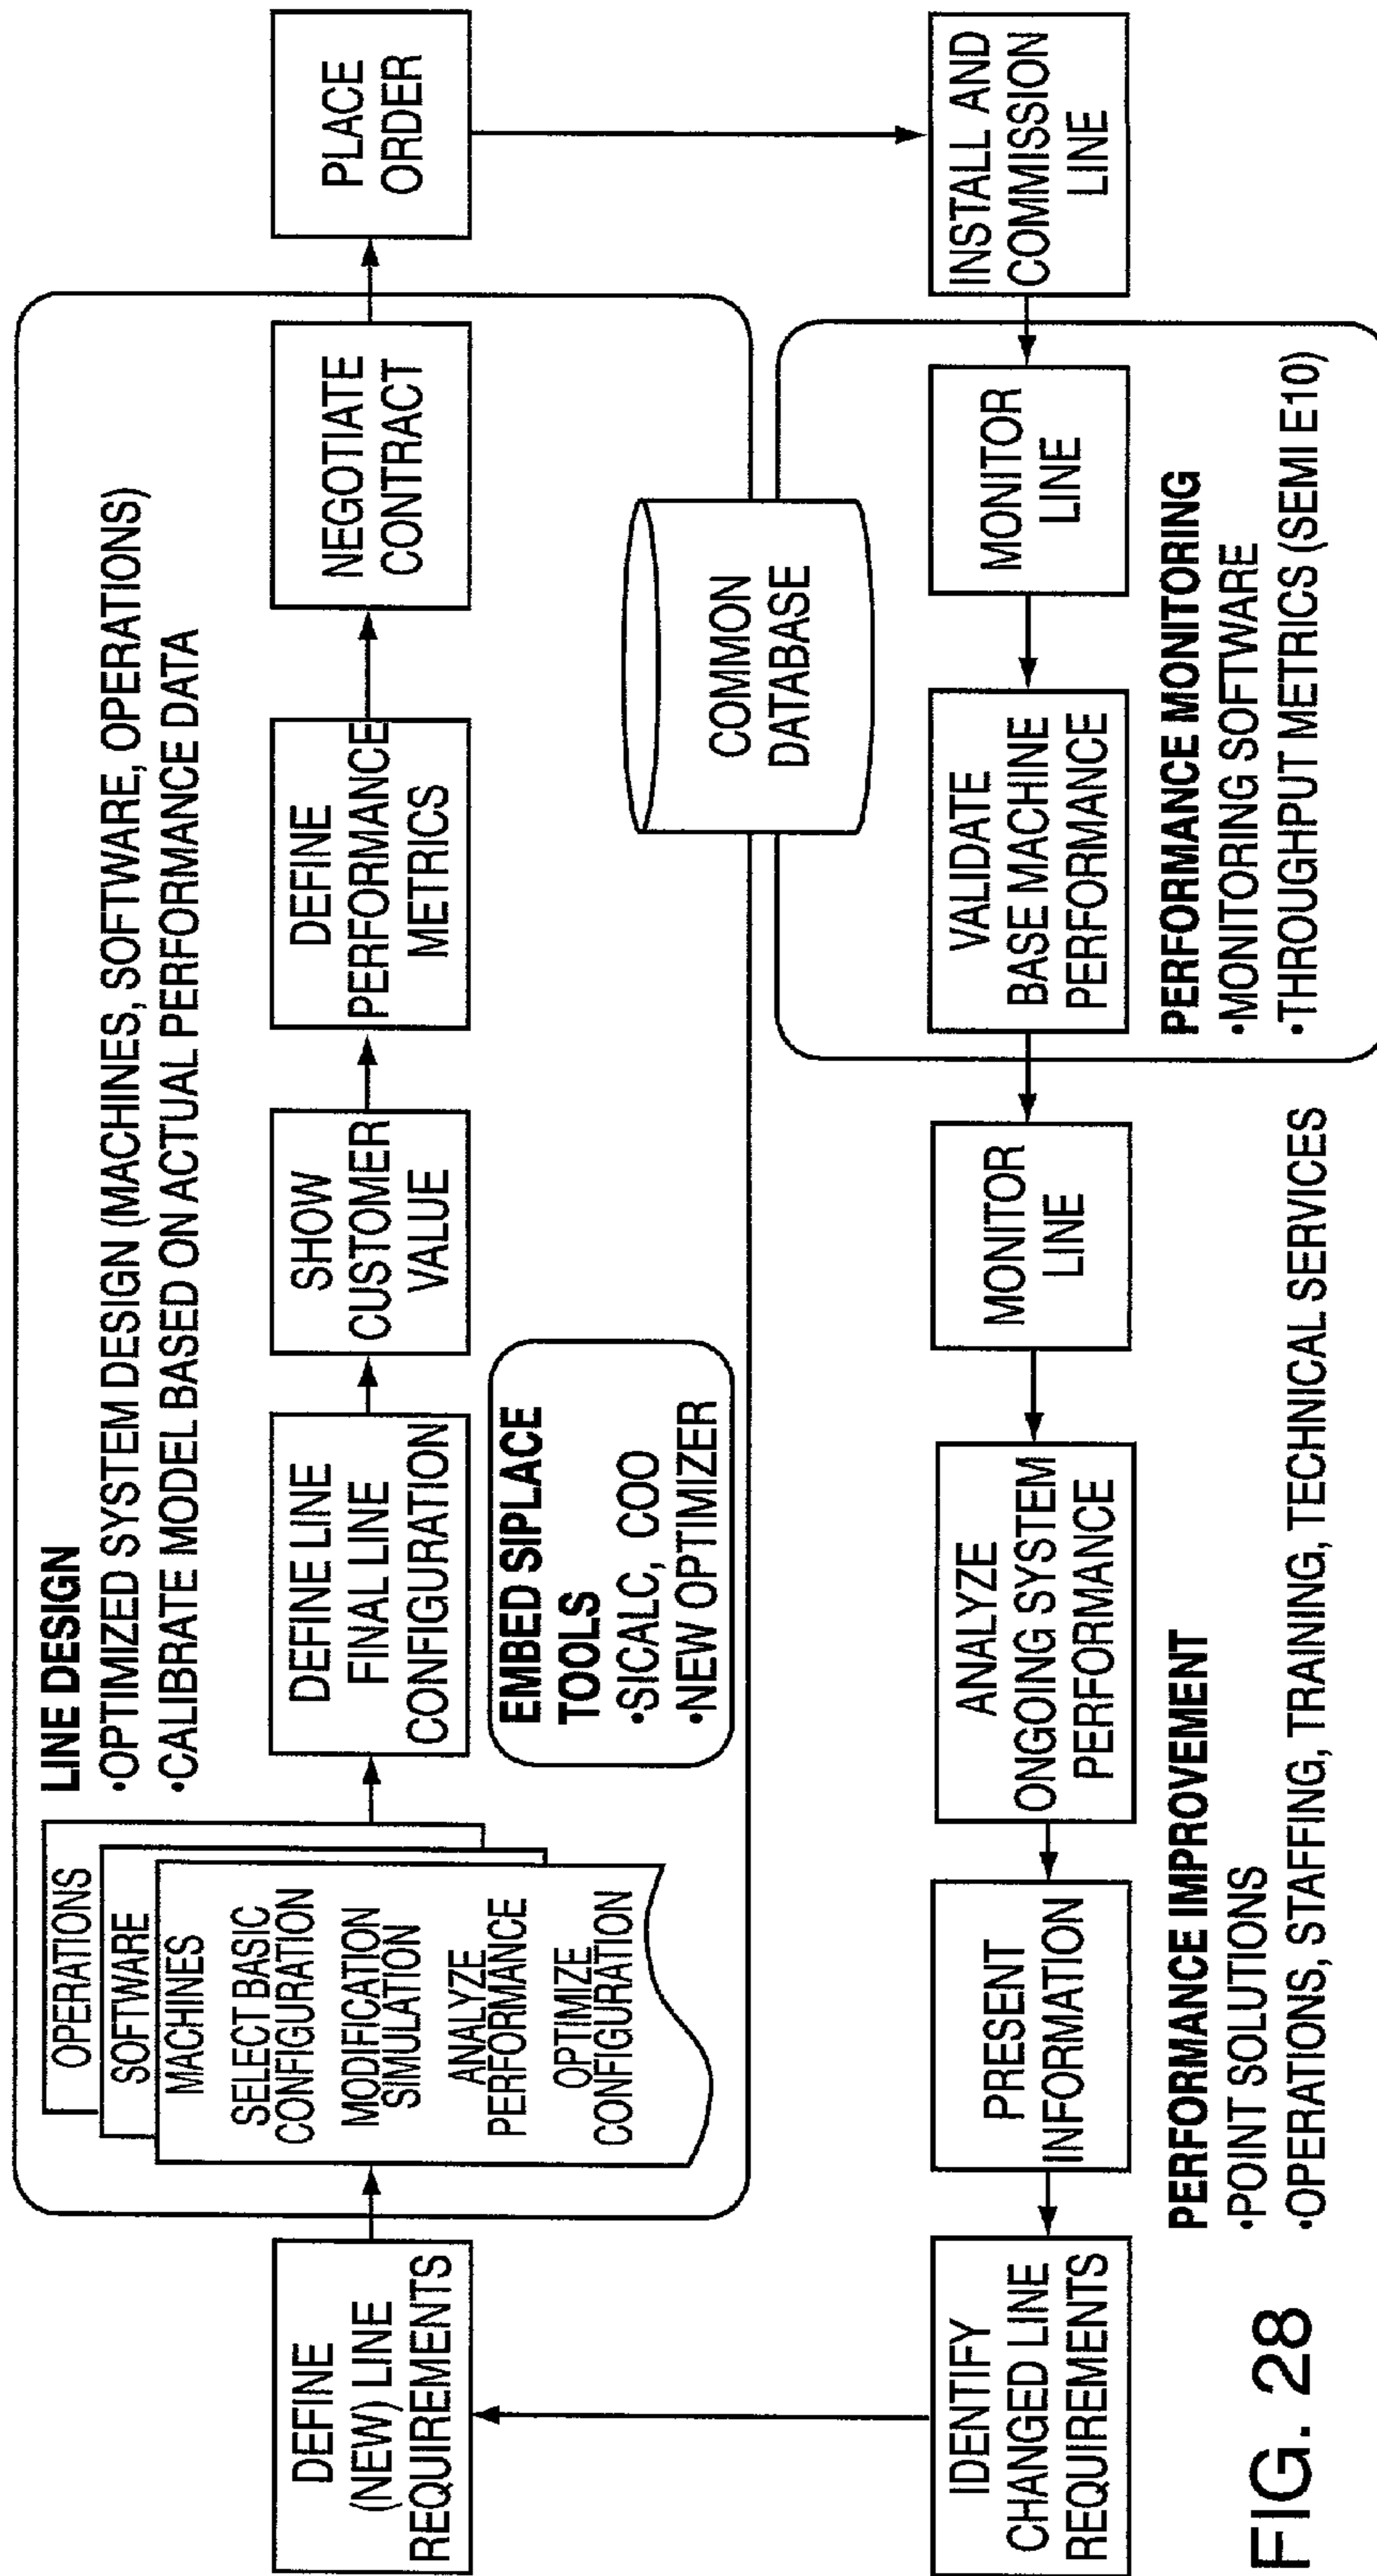 LINE DESIGN
•OPTIMIZED SYSTEM DESIGN (MACHINES, SOFTWARE, OPERATIONS)
•CALIBRATE MODEL BASED ON ACTUAL PERFORMANCE DATA
DEFINE
(NEW) LINE
REQUIREMENTS
OPERATIONS
SOFTWARE
MACHINES
SELECT BASIC
CONFIGURATION
MODIFICATION
SIMULATION
ANALYZE
PERFORMANCE
OPTIMIZE
CONFIGURATION
DEFINE LINE
FINAL LINE
CONFIGURATION
SHOW
CUSTOMER
VALUE
DEFINE
PERFORMANCE
METRICS
NEGOTIATE
CONTRACT
PLACE
ORDER
EMBED SIPLACE
TOOLS
•SICALC, COO
•NEW OPTIMIZER
COMMON
DATABASE
IDENTIFY
CHANGED LINE
REQUIREMENTS
PRESENT
INFORMATION
ANALYZE
ONGOING SYSTEM
PERFORMANCE
MONITOR
LINE
VALIDATE
BASE MACHINE
PERFORMANCE
MONITOR
LINE
INSTALL AND
COMMISSION
LINE
PERFORMANCE IMPROVEMENT
•POINT SOLUTIONS
•OPERATIONS, STAFFING, TRAINING, TECHNICAL SERVICES
PERFORMANCE MONITORING
•MONITORING SOFTWARE
•THROUGHPUT METRICS (SEMI E10)
FIG. 28